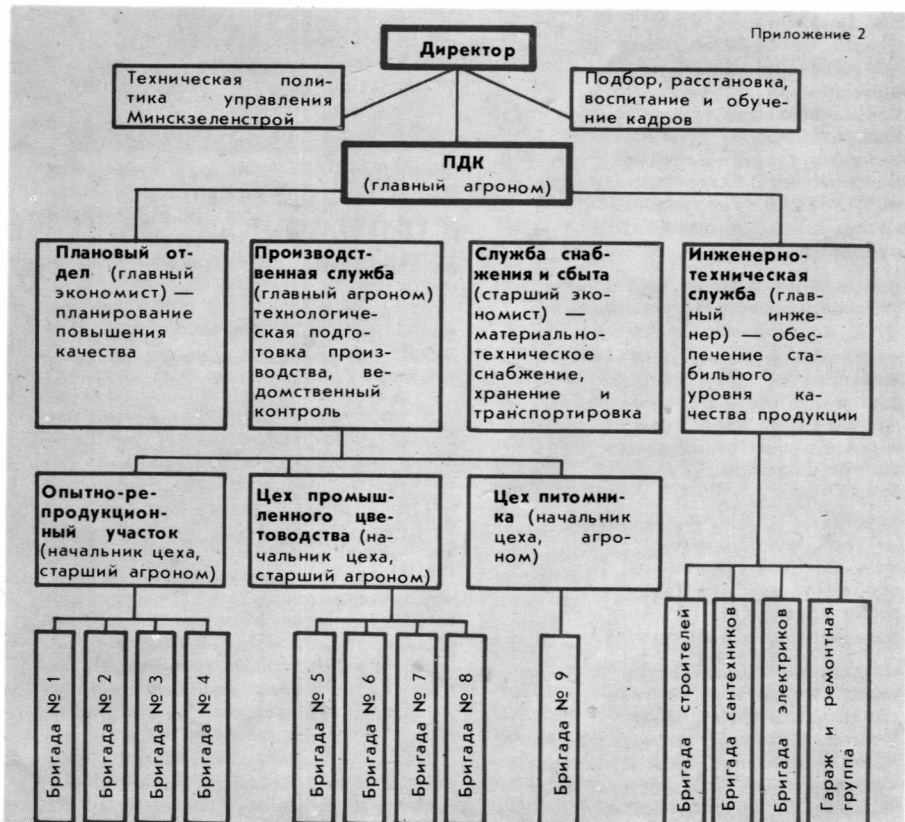 Приложение 2
Директор
Техническая поли-
тика управления
Минскзеленстрой
Подбор, расстановка,
воспитание и обуче-
ние кадров
ПДК
(главный агроном)
Плановый от-
дел (главный
экономист) —
планирование
повышения
качества
Производст-
венная служба
(главный агроном)
технологиче-
ская подго-
товка произ-
водства, ве-
домственный
контроль
Служба снаб-
жения и сбыта
(старший эко-
номист) —
материально-
техническое
снабжение,
хранение и
транспортировка
Инженерно-
техническая
служба (глав-
ный инже-
нер) — обес-
печение ста-
бильного
уровня ка-
чества продукции
Опытно-ре-
продукцион-
ный участок
(начальник цеха,
старший агроном)
Цех промыш-
ленного цве-
товодства (на-
чальник цеха,
старший агроном)
Цех питомни-
ка (начальник
цеха, агро-
ном)
Бригада № 1
Бригада № 2
Бригада № 3
Бригада № 4
Бригада № 5
Бригада № 6
Бригада № 7
Бригада № 8
Бригада № 9
Бригада строителей
Бригада сантехников
Бригада электриков
Гараж и ремонтная
группа